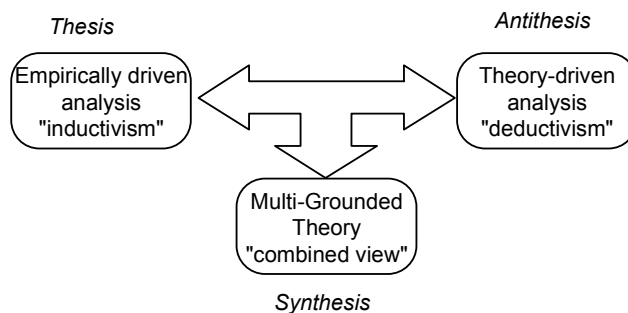 Thesis
Antithesis
Empirically driven
analysis
"inductivism"
Theory-driven
analysis
"deductivism"
Multi-Grounded
Theory
"combined view"
Synthesis